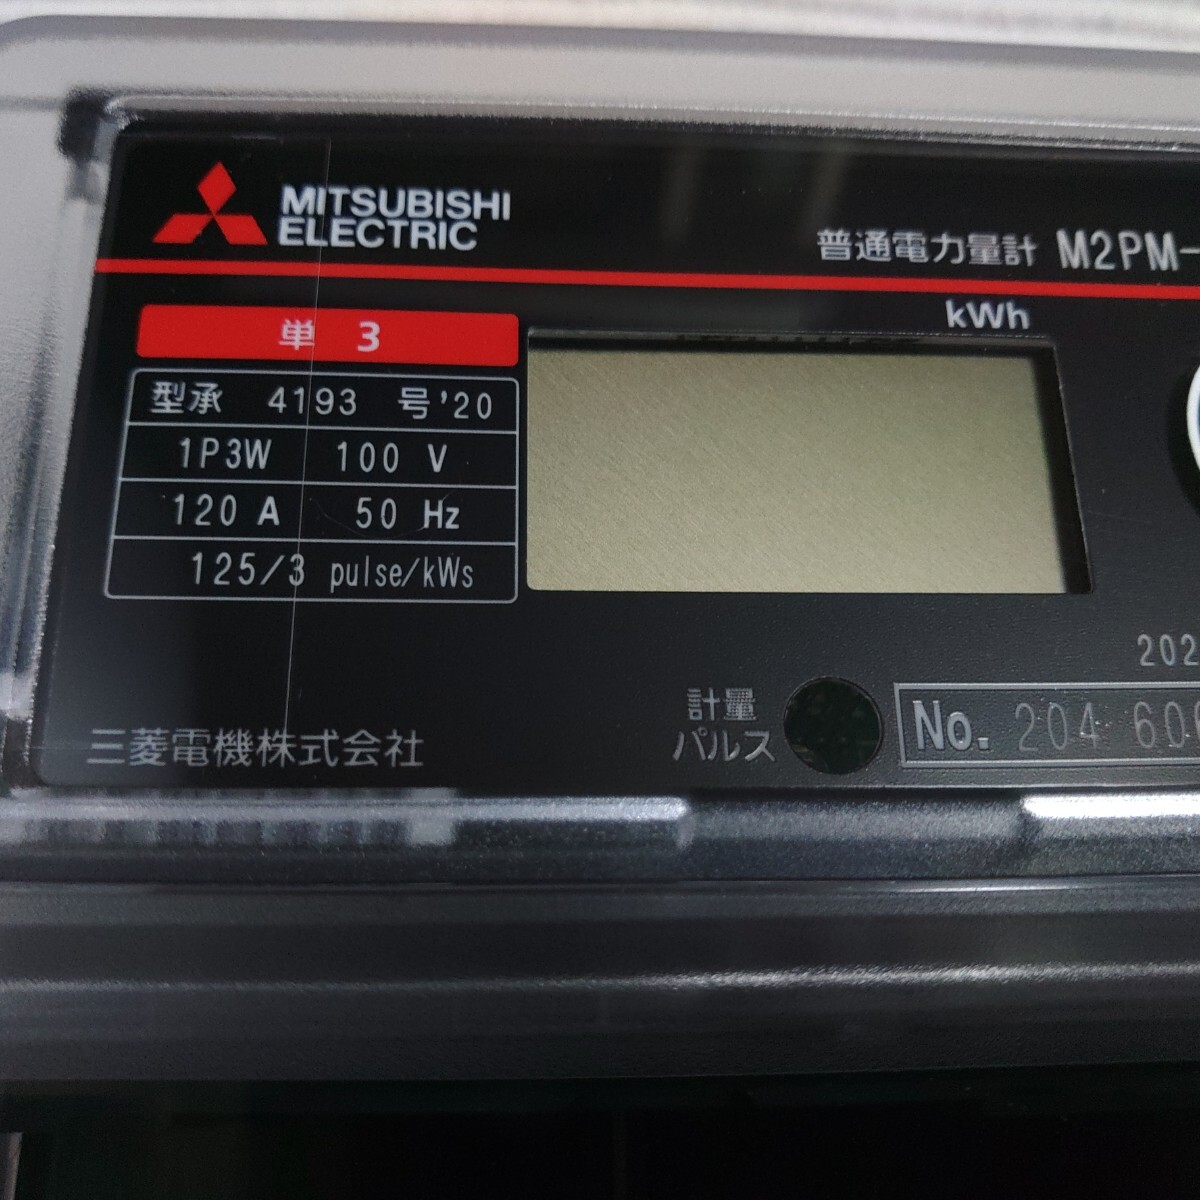 MITSUBISHI
ELECTRIC
普通電力量計 M2PM-
kWh
単 3
型承 4193 号'20
1P3W 100 V
120 A 50 Hz
125/3 pulse/kWs
202
計量
パルス
No. 204 60
三菱電機株式会社